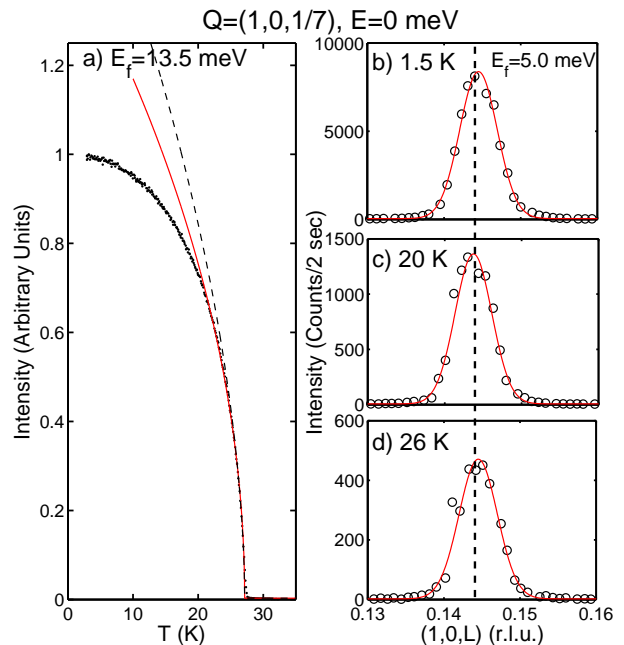 Q=(1,0,1/7), E=0 meV
a) E_f=13.5 meV
1.2
1
0.8
0.6
0.4
0.2
0
0 10 20 30
T (K)
Intensity (Arbitrary Units)
b) 1.5 K
E_f=5.0 meV
10000
5000
0
c) 20 K
1500
1000
500
0
d) 26 K
600
400
200
0
0.13 0.14 0.15 0.16
(1,0,L) (r.l.u.)
Intensity (Counts/2 sec)